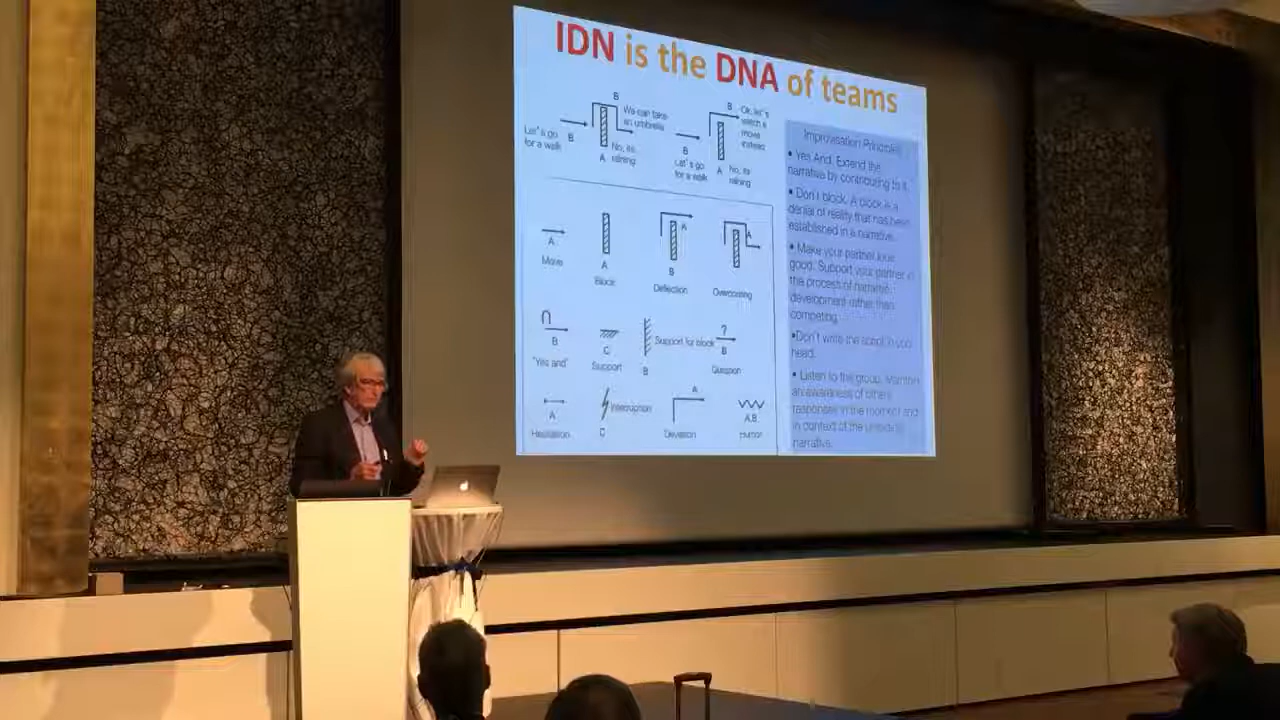 IDN is the DNA of teams
B
B
Let's go
for a walk
B
We can take
an umbrella
No, its
raining
A
B
Let's go
for a walk
Ok, let's
watch a
move
instead
A
No, its
raining
A
Move
A
Block
A
B
Deflection
A
Overcoming
B
"Yes and"
C
Support
B
Support for block
?
B
Question
A
Hesitation
Interruption
C
A
Deviation
A,B
Humor
Improvisation Principles
• Yes And. Extend the
narrative by contributing to it.
• Don't block. A block is a
denial of reality that has been
established in a narrative.
• Make your partner look
good. Support your partner in
the process of narrative
development rather than
competing.
•Don't write the script in your
head.
• Listen to the group. Maintain
an awareness of others
responses in the moment and
in context of the
narrative.